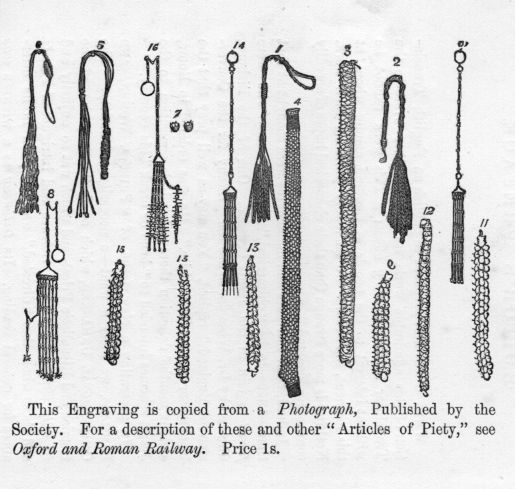 6 5 16 14 1 3 2 9
4
7
8
12 11
15 15 13 9
This Engraving is copied from a Photograph, Published by the
Society. For a description of these and other "Articles of Piety," see
Oxford and Roman Railway. Price 1s.